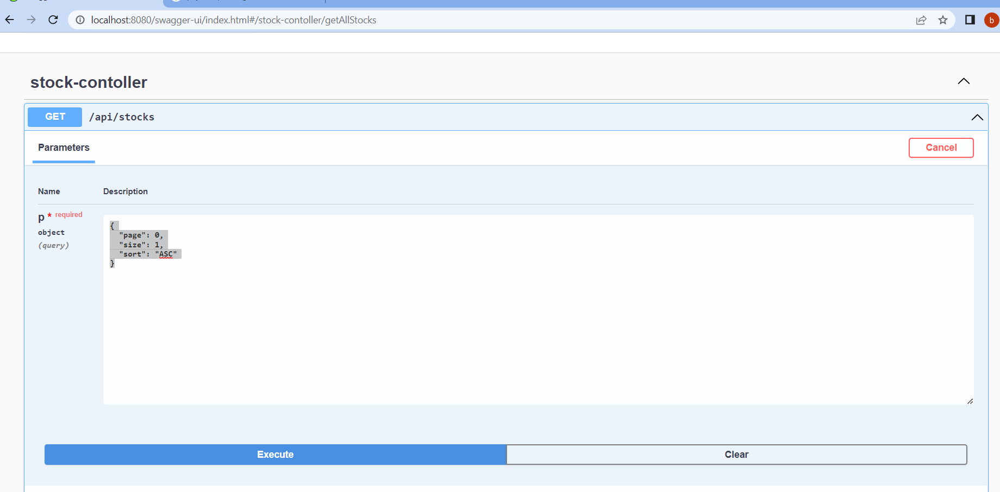 localhost:8080/swagger-ui/index.html#/stock-contoller/getAllStocks
b
stock-contoller
GET /api/stocks
Parameters
Cancel
Name Description
p * required
object
(query)
{
"page": 0,
"size": 1,
"sort": "ASC"
}
Execute
Clear